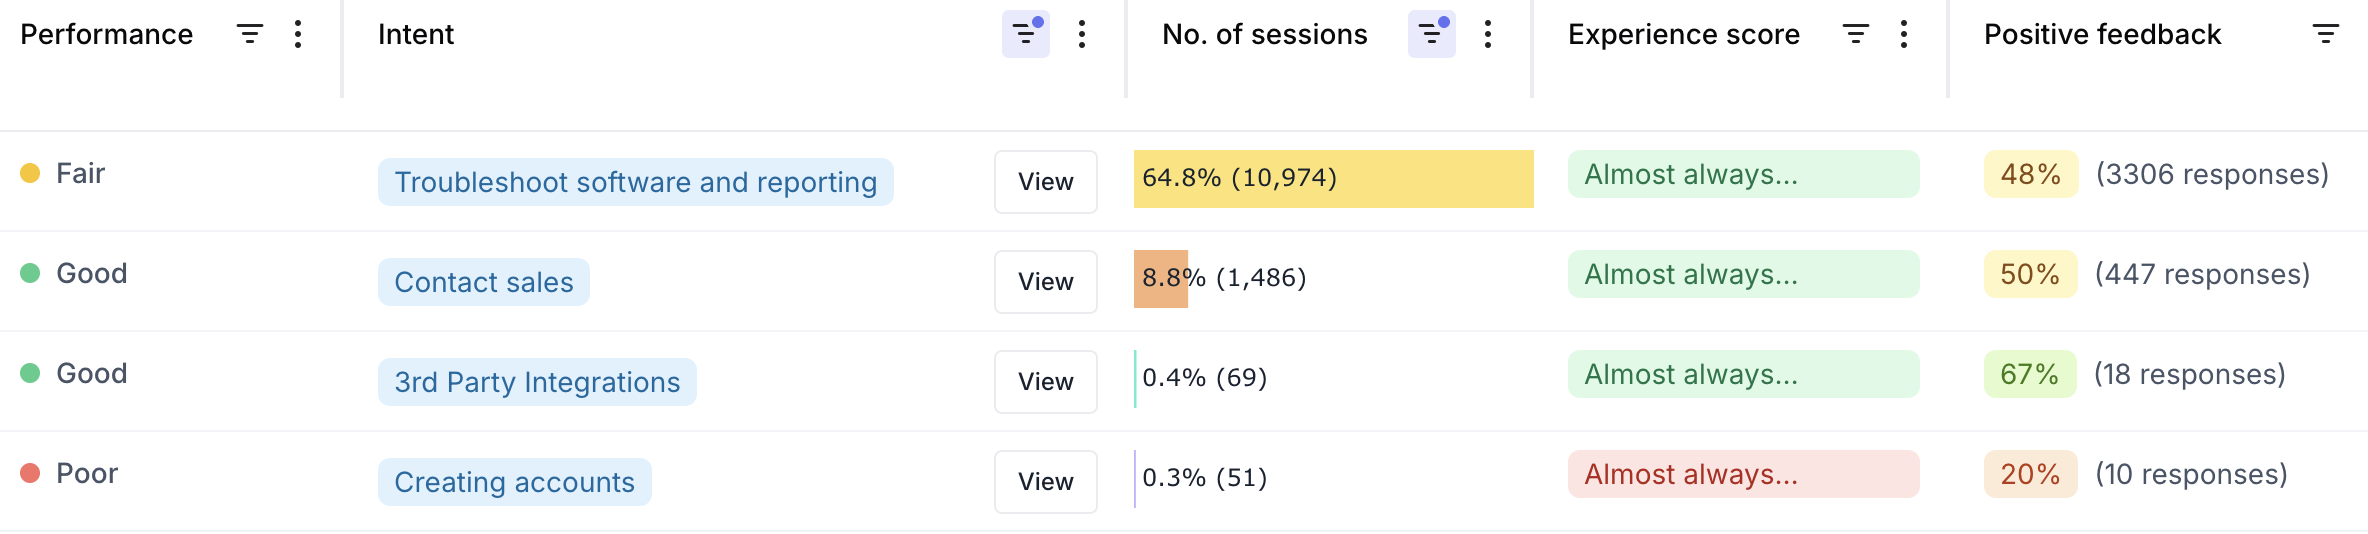 Performance Intent No. of sessions Experience score Positive feedback
Fair Troubleshoot software and reporting View 64.8% (10,974) Almost always... 48% (3306 responses)
Good Contact sales View 8.8% (1,486) Almost always... 50% (447 responses)
Good 3rd Party Integrations View 0.4% (69) Almost always... 67% (18 responses)
Poor Creating accounts View 0.3% (51) Almost always... 20% (10 responses)